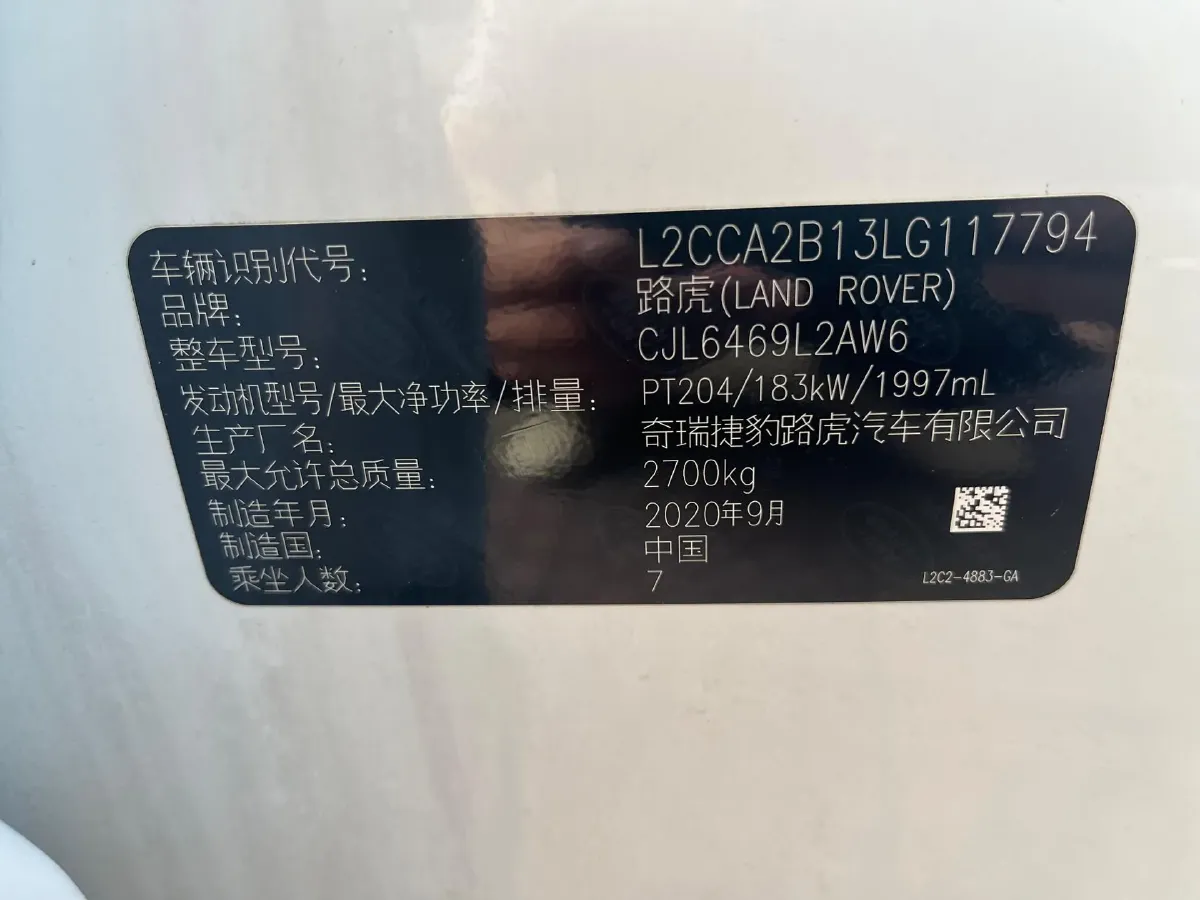 车辆识别代号: L2CCA2B13LG117794
品牌: 路虎(LAND ROVER)
整车型号: CJL6469L2AW6
发动机型号/最大净功率/排量: PT204/183kW/1997mL
生产厂名: 奇瑞捷豹路虎汽车有限公司
最大允许总质量: 2700kg
制造年月: 2020年9月
制造国: 中国
乘坐人数: 7
L2C2-4883-GA